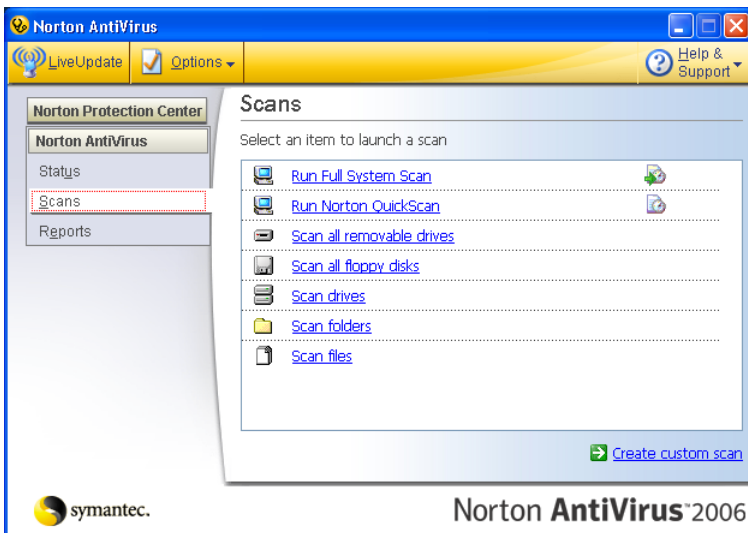 Norton AntiVirus
LiveUpdate
Options
Help & Support
Norton Protection Center
Norton AntiVirus
Status
Scans
Reports
Scans
Select an item to launch a scan
Run Full System Scan
Run Norton QuickScan
Scan all removable drives
Scan all floppy disks
Scan drives
Scan folders
Scan files
Create custom scan
symantec.
Norton AntiVirus™2006